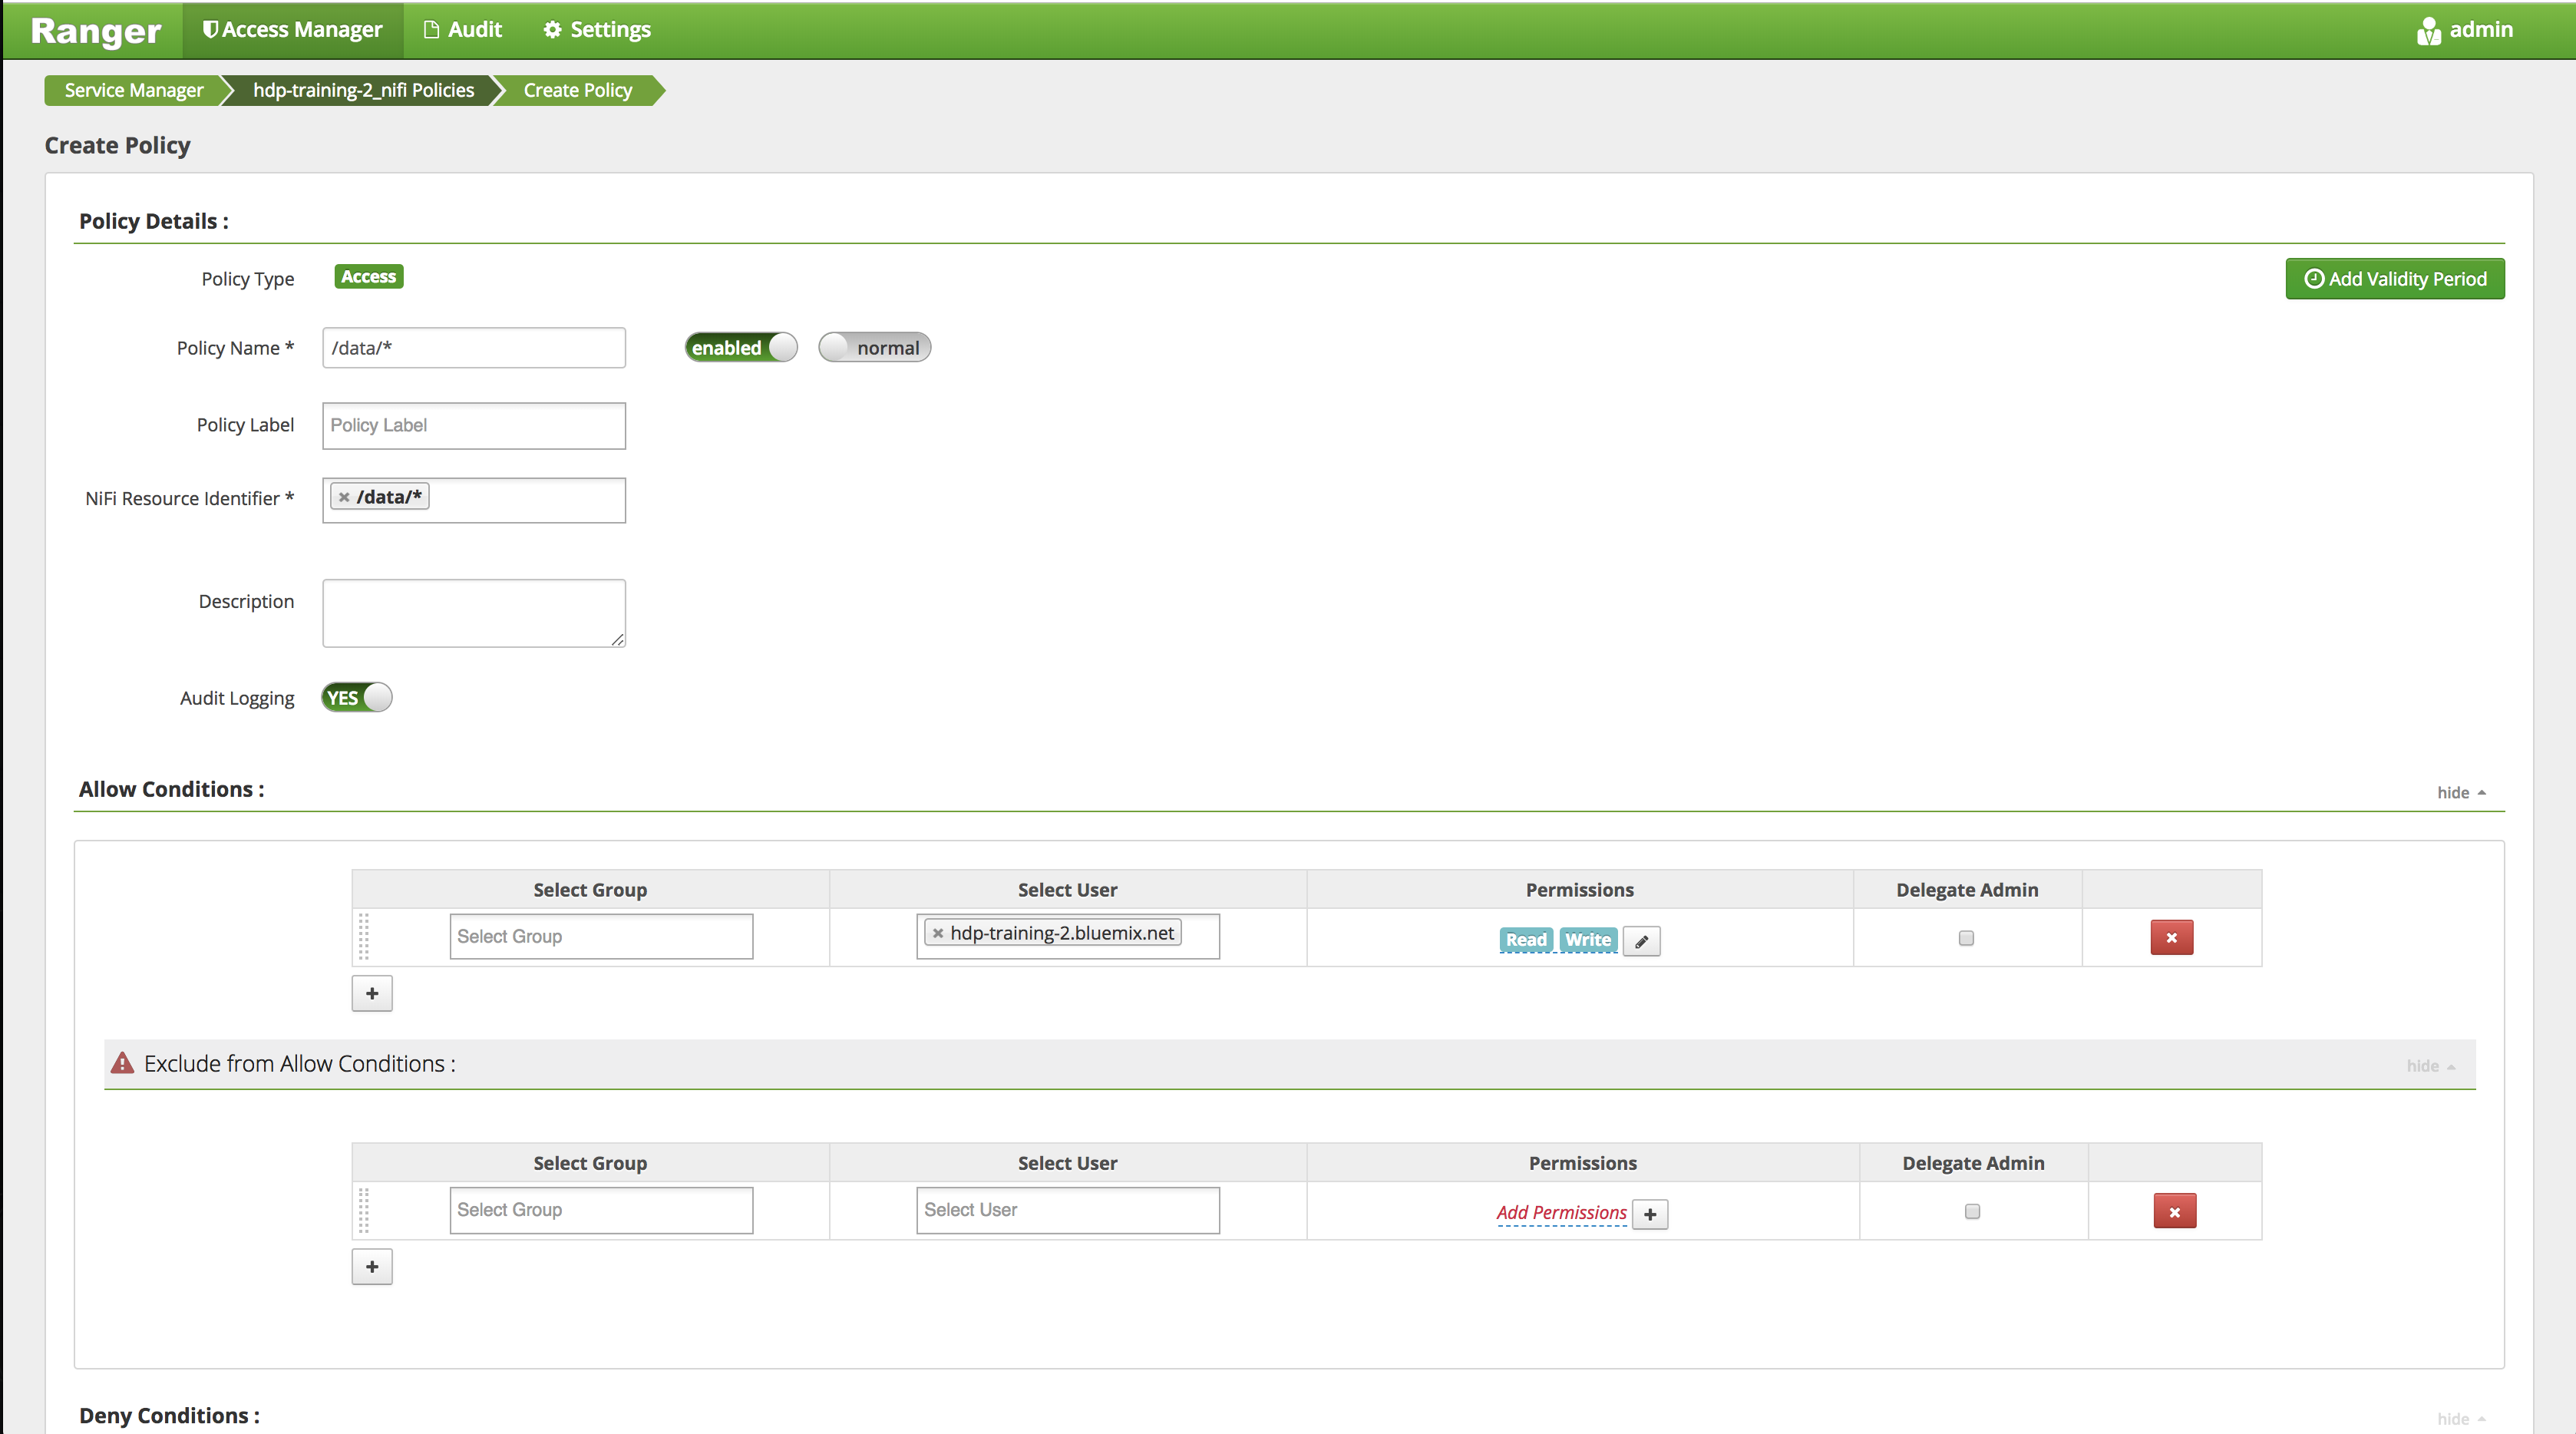 Ranger Access Manager Audit Settings admin
Service Manager hdp-training-2_nifi Policies Create Policy
Create Policy
Policy Details :
Policy Type Access Add Validity Period
Policy Name * /data/* enabled normal
Policy Label Policy Label
NiFi Resource Identifier * × /data/*
Description
Audit Logging YES
Allow Conditions : hide
Select Group Select User Permissions Delegate Admin
Select Group × hdp-training-2.bluemix.net Read Write ×
+
Exclude from Allow Conditions : hide
Select Group Select User Permissions Delegate Admin
Select Group Select User Add Permissions + ×
+
Deny Conditions : hide